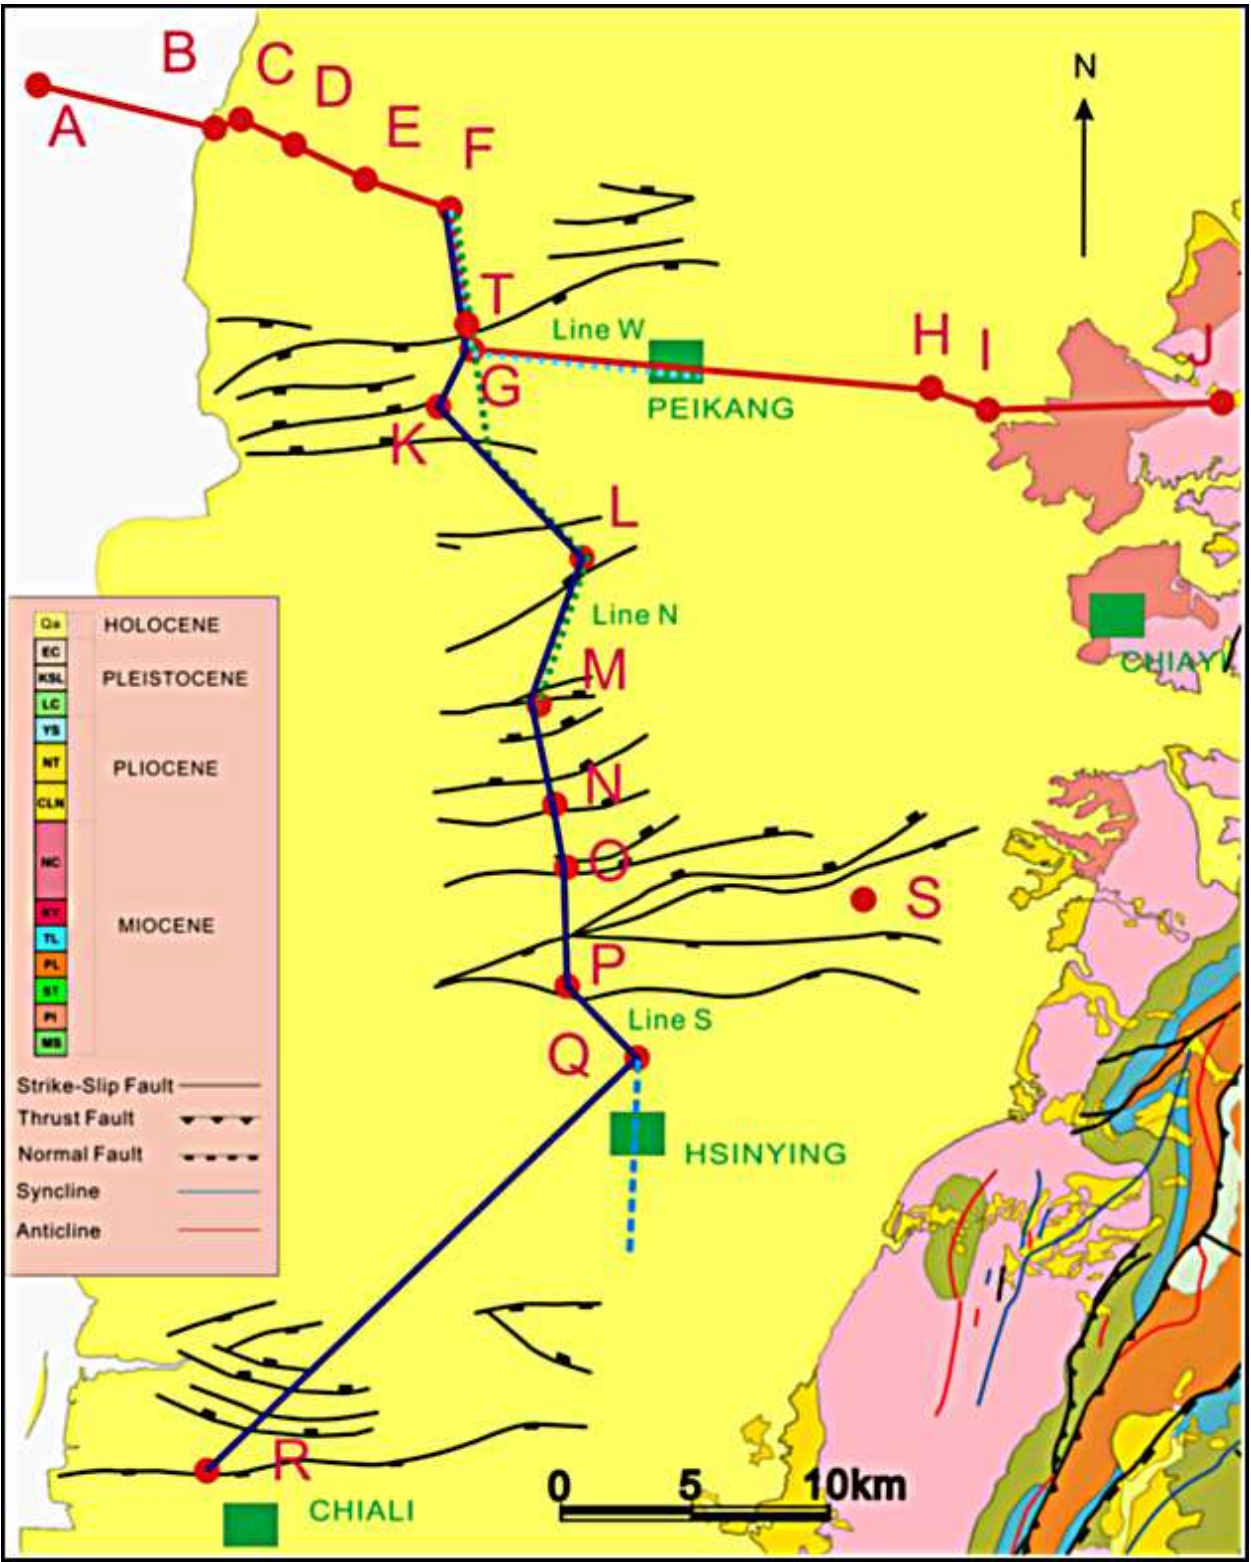 B
C
D
A
E
F
N
T
Line W
H
I
J
G
PEIKANG
K
L
Line N
M
CHIAYI
Qa HOLOCENE
EC
KSL PLEISTOCENE
LC
YS
NT PLIOCENE
CLN
NC
KY
MIOCENE
TL
PL
ST
PI
MS
Strike-Slip Fault
Thrust Fault
Normal Fault
Syncline
Anticline
N
O
S
P
Line S
Q
HSINYING
R
CHIALI
0 5 10km